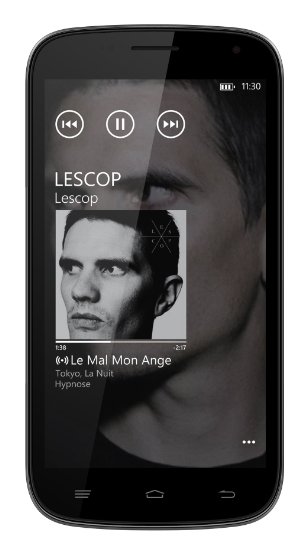 11:30
LESCOP
Lescop
L E S
C O P
1:38 -2:17
Le Mal Mon Ange
Tokyo, La Nuit
Hypnose